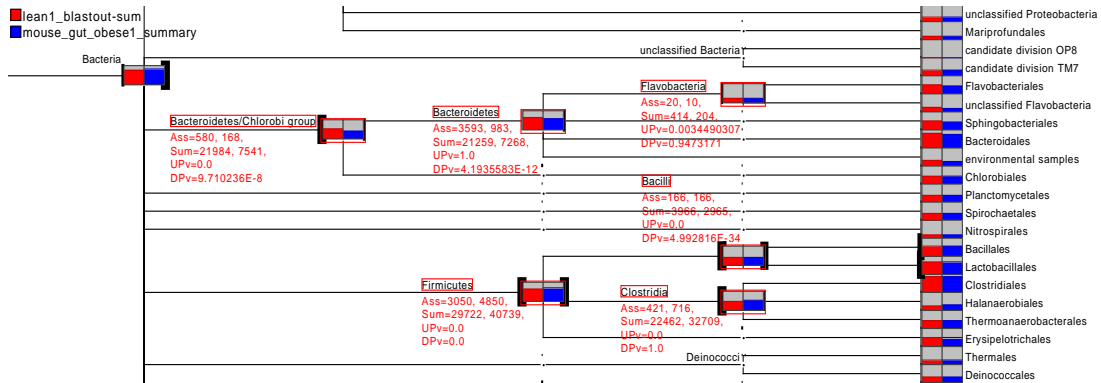 lean1_blastout-sum
mouse_gut_obese1_summary
Bacteria
Bacteroidetes/Chlorobi group
Ass=580, 168,
Sum=21984, 7541,
UPv=0.0
DPv=9.710236E-8
Bacteroidetes
Ass=3593, 983,
Sum=21259, 7268,
UPv=1.0
DPv=4.1935583E-12
Firmicutes
Ass=3050, 4850,
Sum=29722, 40739,
UPv=0.0
DPv=0.0
unclassified Bacteria
Flavobacteria
Ass=20, 10,
Sum=414, 204,
UPv=0.0034490307
DPv=0.9473171
Bacilli
Ass=166, 166,
Sum=3966, 2965,
UPv=0.0
DPv=4.992816E-34
Clostridia
Ass=421, 716,
Sum=22462, 32709,
UPv=0.0
DPv=1.0
Deinococci
unclassified Proteobacteria
Mariprofundales
candidate division OP8
candidate division TM7
Flavobacteriales
unclassified Flavobacteria
Sphingobacteriales
Bacteroidales
environmental samples
Chlorobiales
Planctomycetales
Spirochaetales
Nitrospirales
Bacillales
Lactobacillales
Clostridiales
Halanaerobiales
Thermoanaerobacterales
Erysipelotrichales
Thermales
Deinococcales